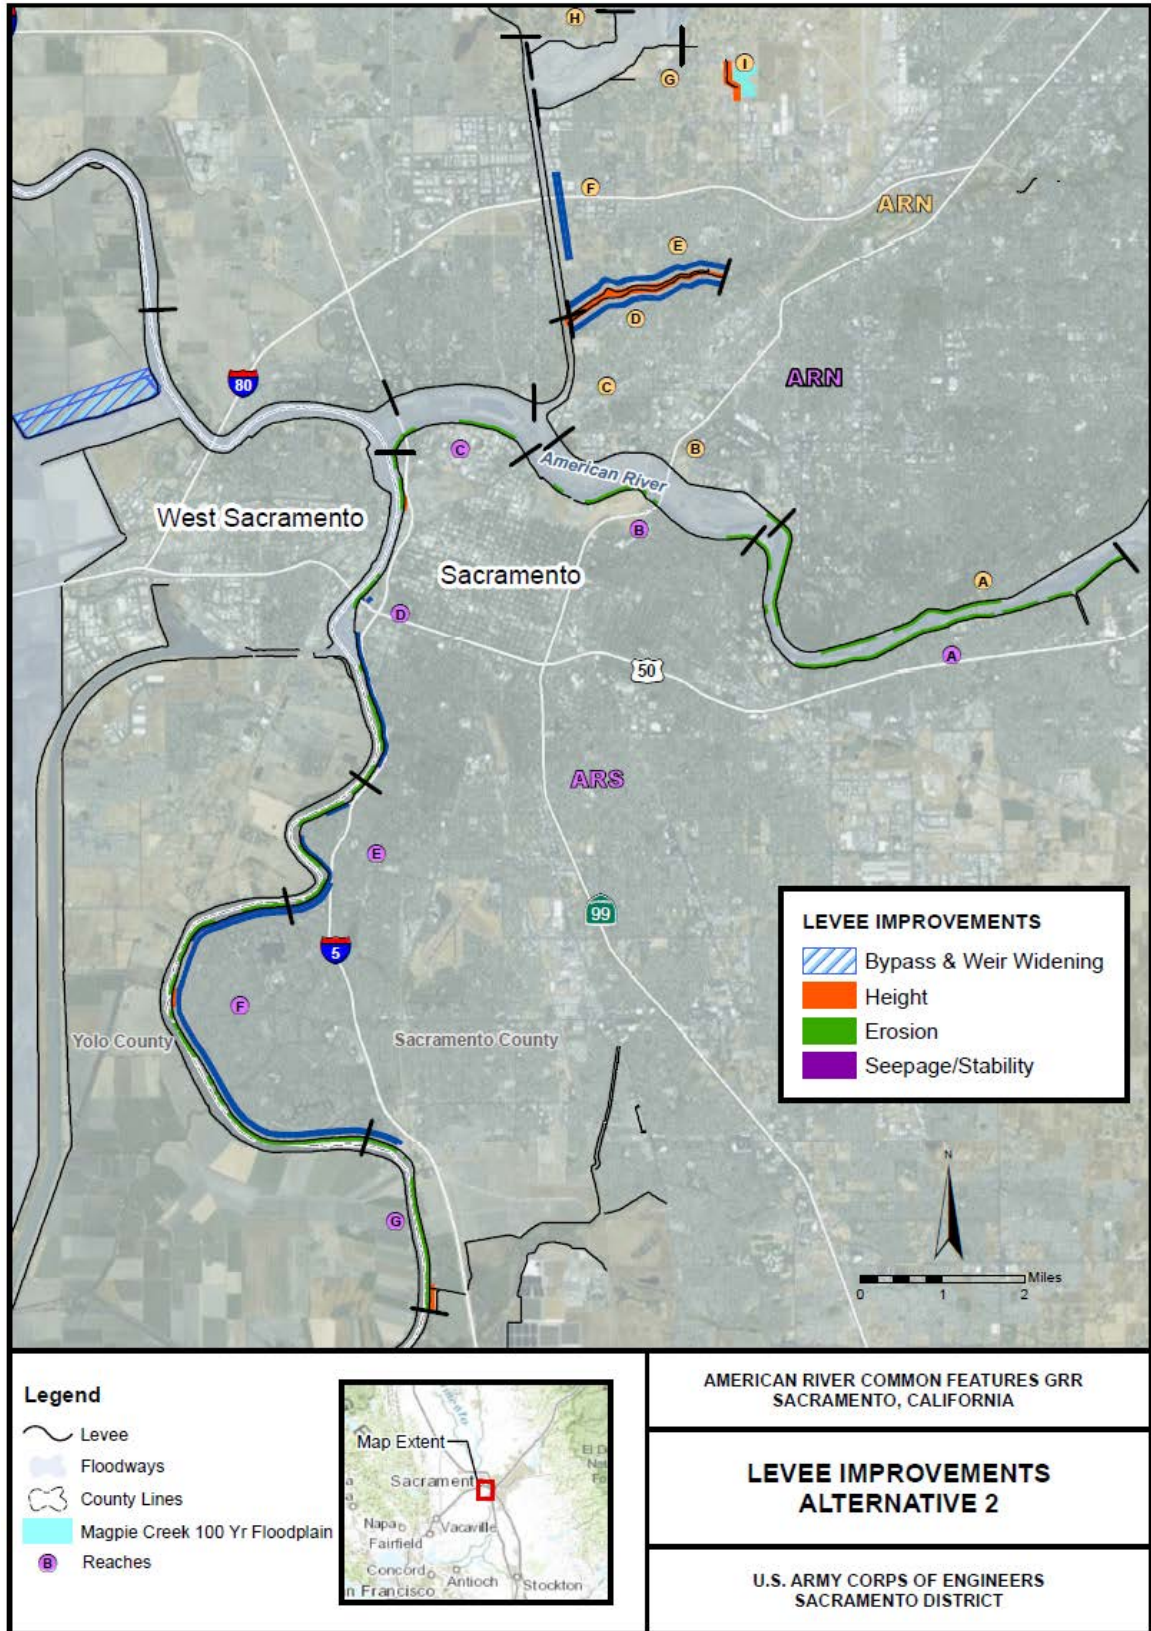 H
G
I
F
ARN
E
D
ARN
80
C
C
B
American River
West Sacramento
B
Sacramento
A
D
A
50
ARS
E
99
LEVEE IMPROVEMENTS
5
Bypass & Weir Widening
Height
F
Erosion
Yolo County
Sacramento County
Seepage/Stability
N
G
Miles
0 1 2
Legend
Levee
Floodways
County Lines
Magpie Creek 100 Yr Floodplain
B Reaches
Map Extent
Sacrament
Napa
Vacaville
Fairfield
Concord
Antioch
Stockton
n Francisco
El D
AMERICAN RIVER COMMON FEATURES GRR
SACRAMENTO, CALIFORNIA
LEVEE IMPROVEMENTS
ALTERNATIVE 2
U.S. ARMY CORPS OF ENGINEERS
SACRAMENTO DISTRICT